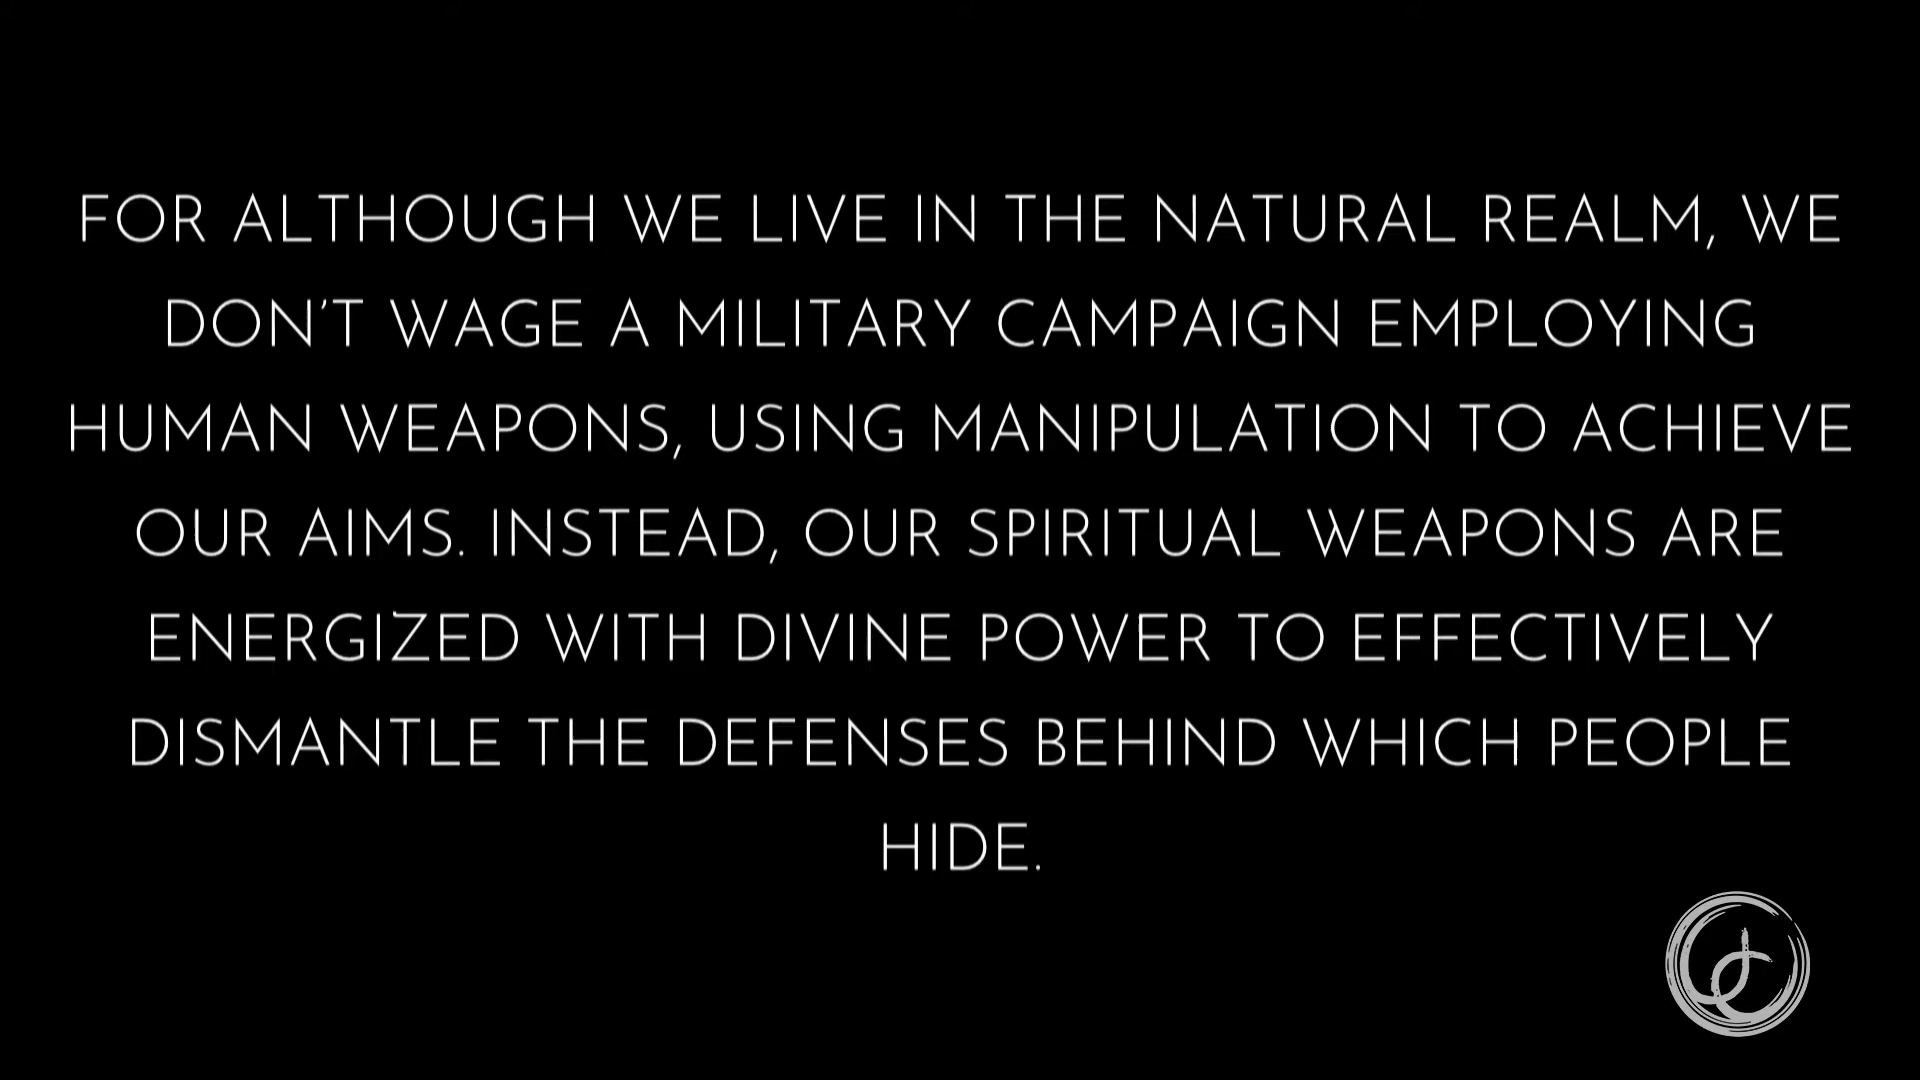 FOR ALTHOUGH WE LIVE IN THE NATURAL REALM, WE
DON’T WAGE A MILITARY CAMPAIGN EMPLOYING
HUMAN WEAPONS, USING MANIPULATION TO ACHIEVE
OUR AIMS. INSTEAD, OUR SPIRITUAL WEAPONS ARE
ENERGIZED WITH DIVINE POWER TO EFFECTIVELY
DISMANTLE THE DEFENSES BEHIND WHICH PEOPLE
HIDE.